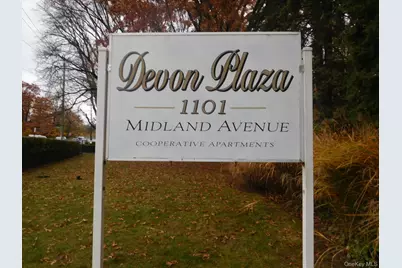 Devon Plaza
1101
MIDLAND AVENUE
COOPERATIVE APARTMENTS
OneKey MLS